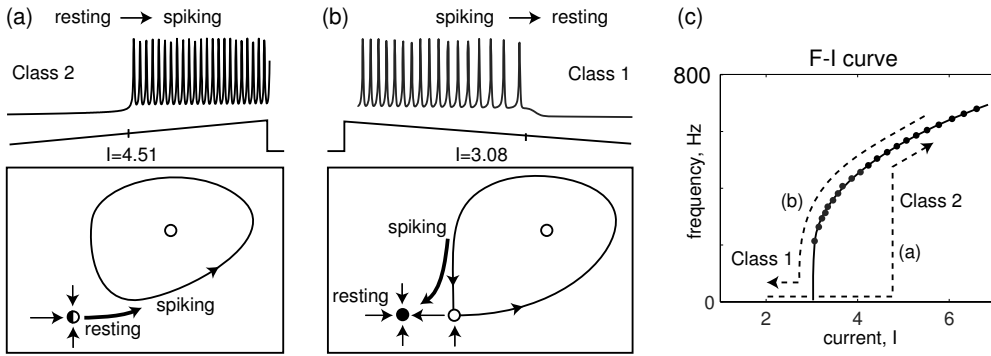 (a)
resting → spiking
Class 2
I=4.51
spiking
resting
(b)
spiking → resting
Class 1
I=3.08
spiking
resting
(c)
F-I curve
800
frequency, Hz
0
(b)
Class 2
Class 1
(a)
2 4 6
current, I